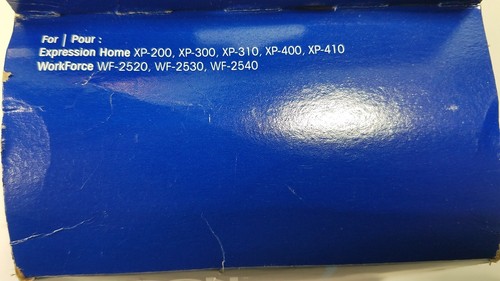 For | Pour :
Expression Home XP-200, XP-300, XP-310, XP-400, XP-410
WorkForce WF-2520, WF-2530, WF-2540